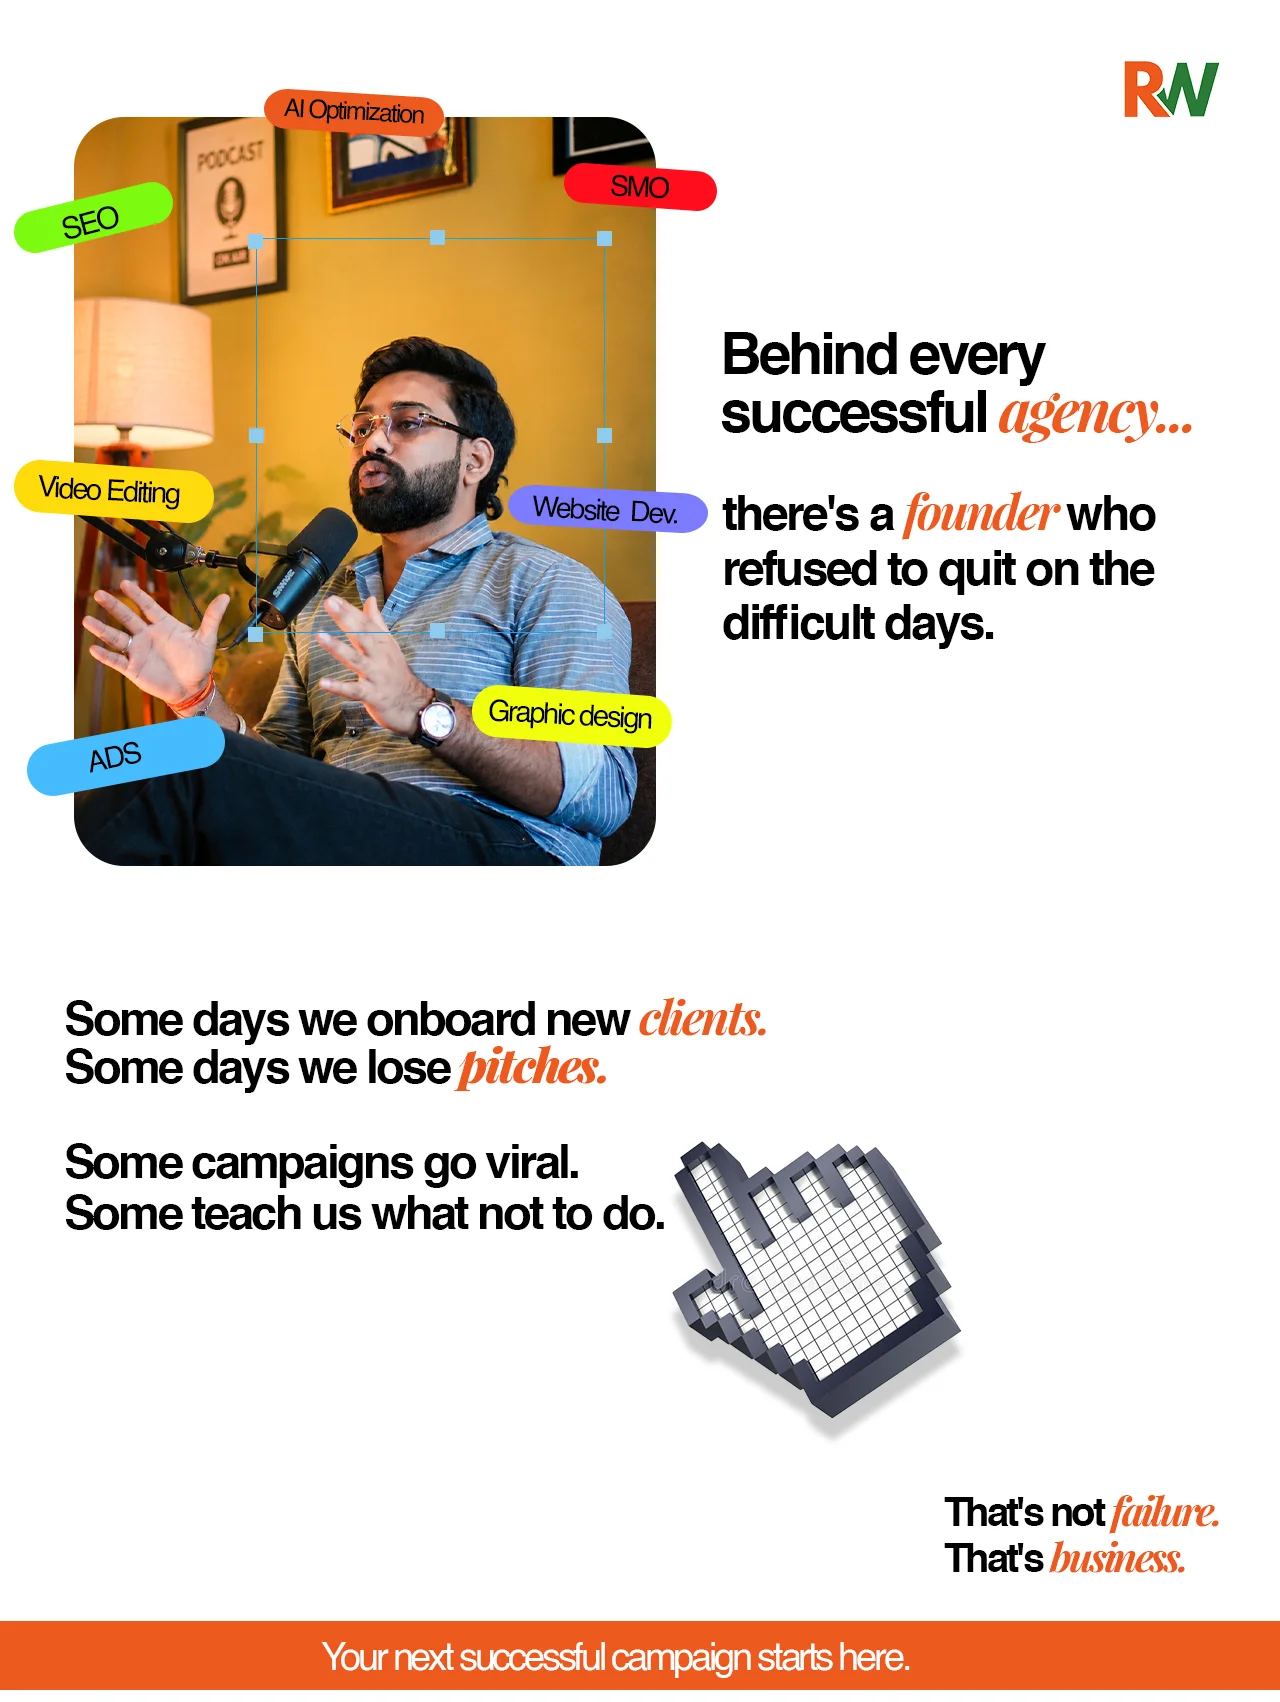 RW
AI Optimization
PODCAST
SMO
SEO
ON AIR
Behind every
successful agency...
Video Editing
Website Dev.
there's a founder who
refused to quit on the
difficult days.
SHURE
Graphic design
ADS
Some days we onboard new clients.
Some days we lose pitches.
Some campaigns go viral.
Some teach us what not to do.
That's not failure.
That's business.
Your next successful campaign starts here.